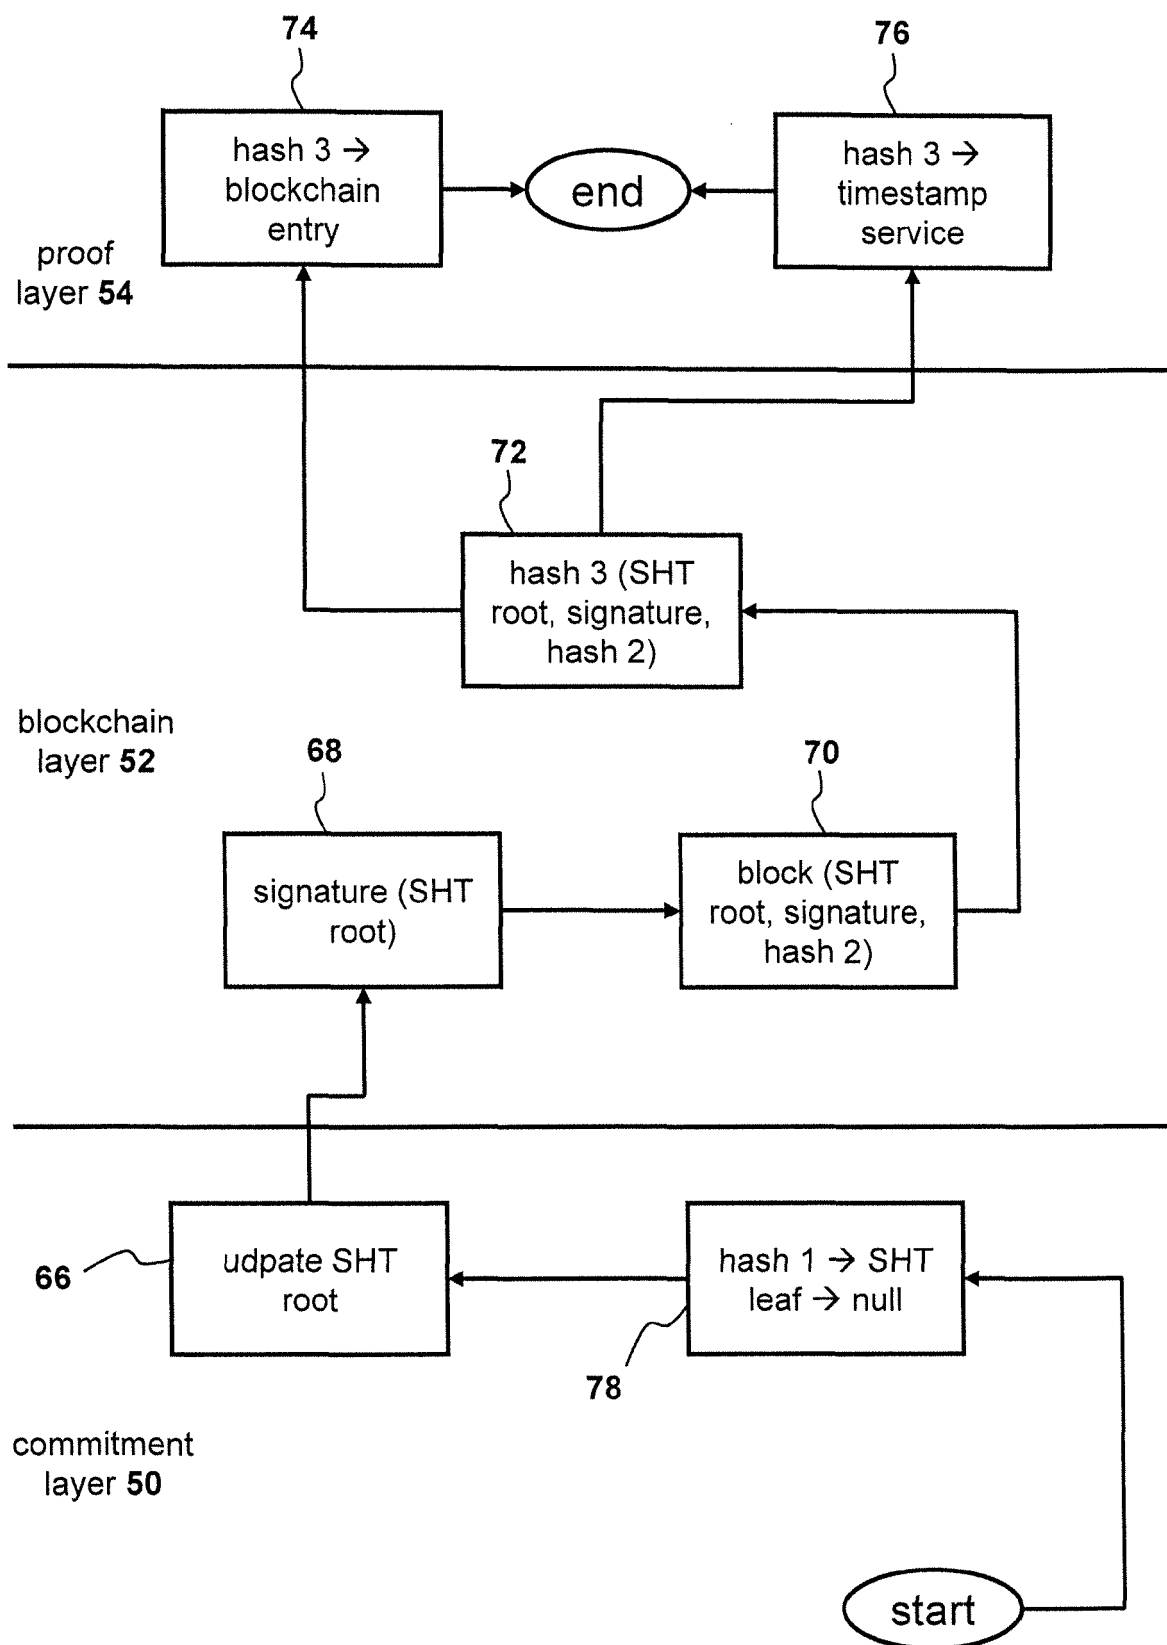 74
76
hash 3 →
blockchain
entry
end
hash 3 →
timestamp
service
proof
layer 54
72
hash 3 (SHT
root, signature,
hash 2)
blockchain
layer 52
68
70
signature (SHT
root)
block (SHT
root, signature,
hash 2)
66
udpate SHT
root
hash 1 → SHT
leaf → null
78
commitment
layer 50
start